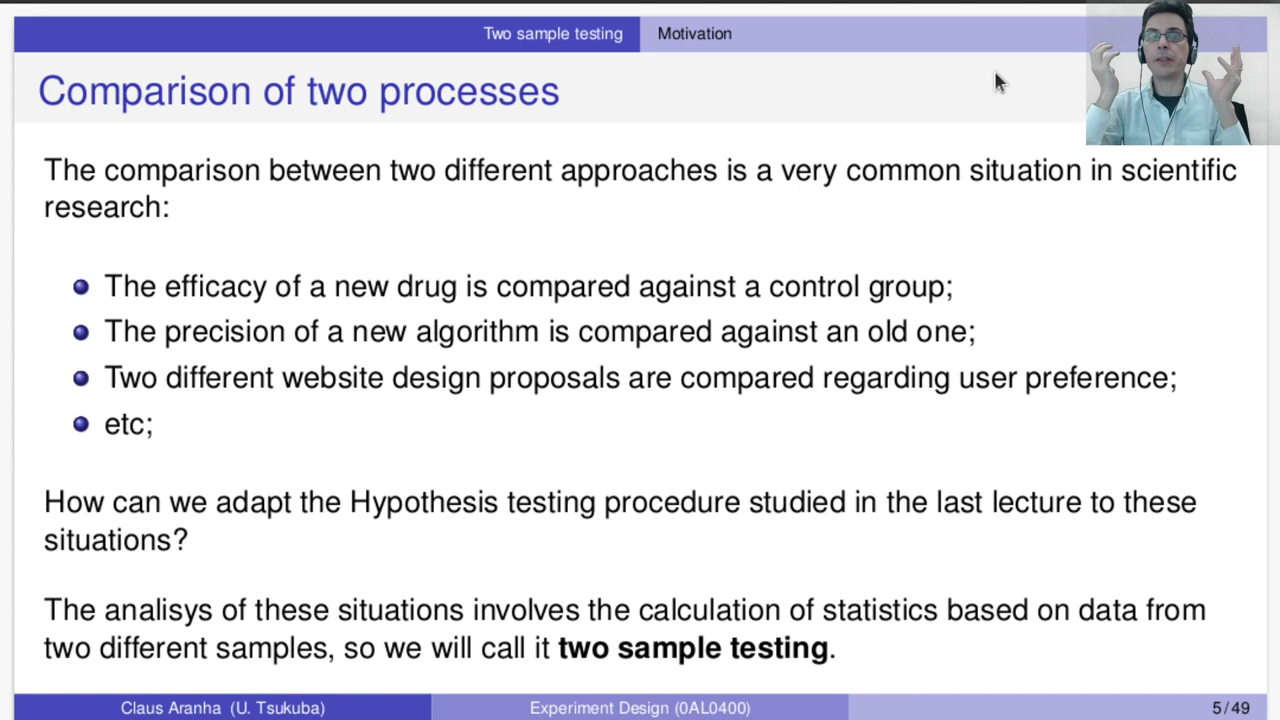 Two sample testing Motivation
Comparison of two processes
The comparison between two different approaches is a very common situation in scientific
research:
The efficacy of a new drug is compared against a control group;
The precision of a new algorithm is compared against an old one;
Two different website design proposals are compared regarding user preference;
etc;
How can we adapt the Hypothesis testing procedure studied in the last lecture to these
situations?
The analisys of these situations involves the calculation of statistics based on data from
two different samples, so we will call it two sample testing.
Claus Aranha (U. Tsukuba) Experiment Design (0AL0400) 5/49